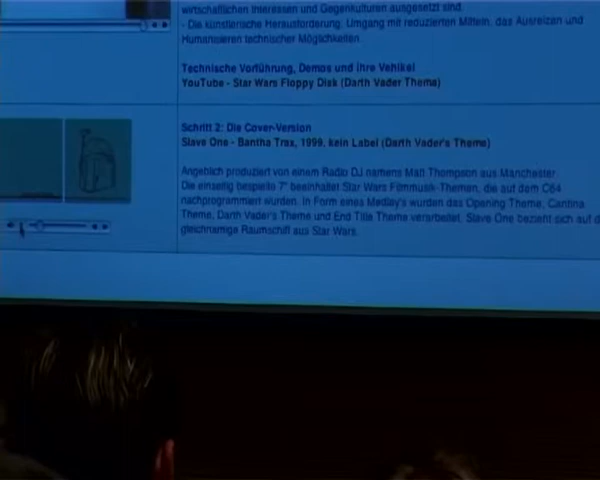 wirtschaftlichen Interessen und Gegenkulturen ausgesetzt sind.
- Die künstlerische Herausforderung, Umgang mit reduzierten Mitteln, das Ausreizen und
Humanisieren technischer Möglichkeiten.
Technische Vorführung, Demos und ihre Vehikel
YouTube - Star Wars Floppy Disk (Darth Vader Thema)
Schritt 2: Die Cover-Version
Slave One - Bantha Trax, 1999, kein Label (Darth Vader's Theme)
Angeblich produziert von einem Radio DJ namens Matt Thompson aus Manchester.
Die einseitig bespielte 7" beeinhaltet Star Wars Filmmusik-Themen, die auf dem C64
nachprogrammiert wurden. In Form eines Medley's wurden das Opening Theme, Cantina
Theme, Darth Vader's Theme und End Title Theme verarbeitet. Slave One bezieht sich auf d
gleichnamige Raumschiff aus Star Wars.